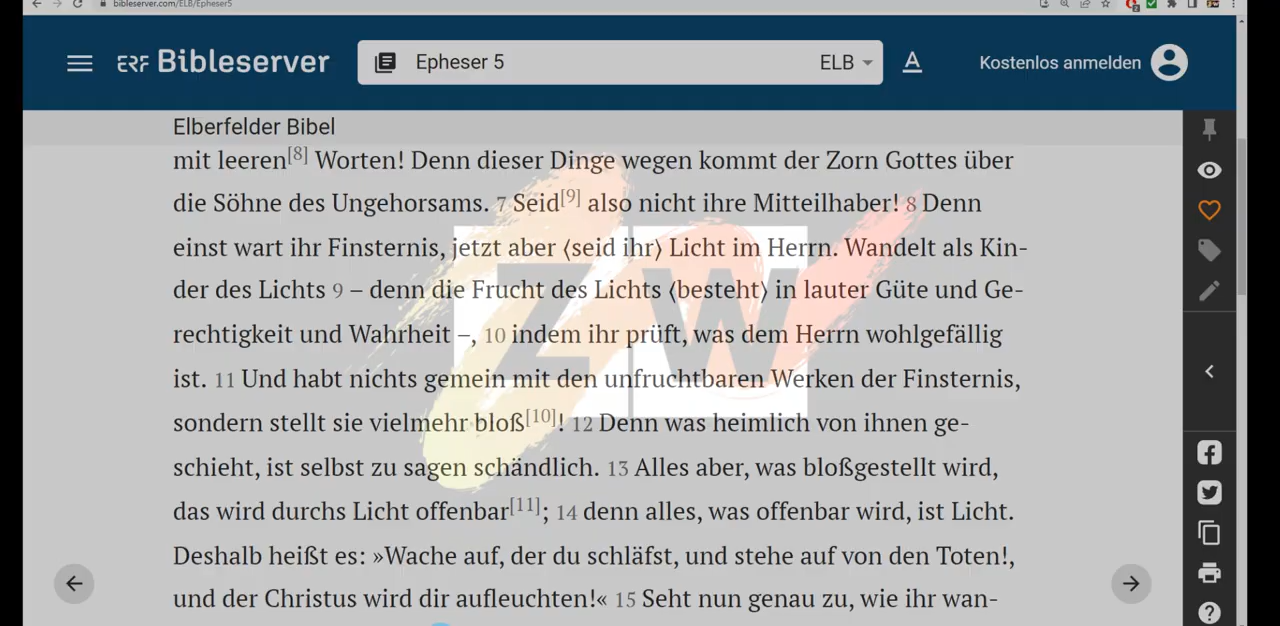 bibleserver.com/ELB/Epheser5
ERF Bibleserver
Epheser 5
ELB
A
Kostenlos anmelden
Elberfelder Bibel
mit leeren[8] Worten! Denn dieser Dinge wegen kommt der Zorn Gottes über
die Söhne des Ungehorsams. 7 Seid[9] also nicht ihre Mitteilhaber! 8 Denn
einst wart ihr Finsternis, jetzt aber ⟨seid ihr⟩ Licht im Herrn. Wandelt als Kin-
der des Lichts 9 – denn die Frucht des Lichts ⟨besteht⟩ in lauter Güte und Ge-
rechtigkeit und Wahrheit –, 10 indem ihr prüft, was dem Herrn wohlgefällig
ist. 11 Und habt nichts gemein mit den unfruchtbaren Werken der Finsternis,
sondern stellt sie vielmehr bloß[10]! 12 Denn was heimlich von ihnen ge-
schieht, ist selbst zu sagen schändlich. 13 Alles aber, was bloßgestellt wird,
das wird durchs Licht offenbar[11]; 14 denn alles, was offenbar wird, ist Licht.
Deshalb heißt es: »Wache auf, der du schläfst, und stehe auf von den Toten!,
und der Christus wird dir aufleuchten!« 15 Seht nun genau zu, wie ihr wan-
ZW